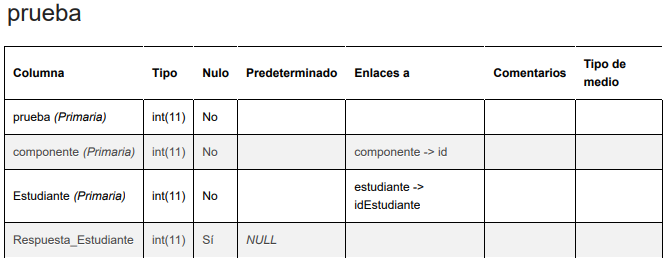 prueba
Columna Tipo Nulo Predeterminado Enlaces a Comentarios Tipo de medio
prueba (Primaria) int(11) No
componente (Primaria) int(11) No componente -> id
Estudiante (Primaria) int(11) No estudiante -> idEstudiante
Respuesta_Estudiante int(11) Sí NULL